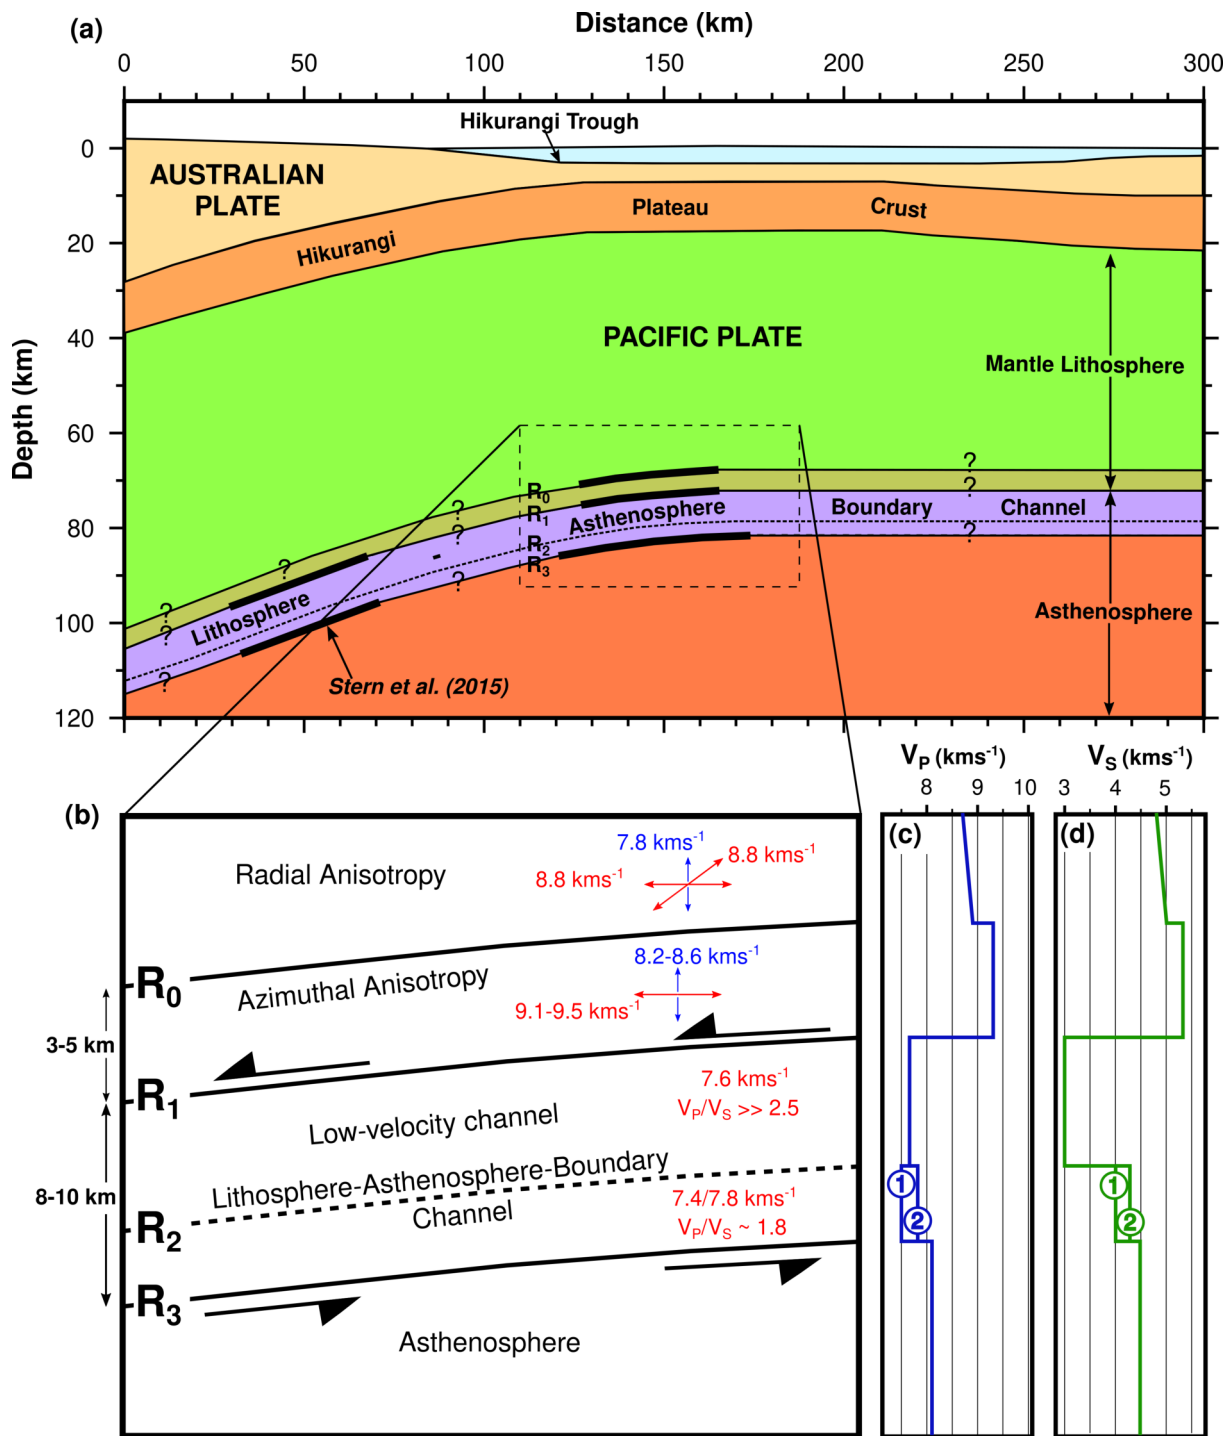 (a)
Distance (km)
0 50 100 150 200 250 300
Hikurangi Trough
0
20
40
60
80
100
120
Depth (km)
AUSTRALIAN
PLATE
Hikurangi
Plateau
Crust
PACIFIC PLATE
Mantle Lithosphere
?
?
?
?
?
?
?
?
?
?
?
R0
R1
R2
R3
Lithosphere
Asthenosphere
Boundary
Channel
Asthenosphere
Stern et al. (2015)
(b)
Radial Anisotropy
7.8 kms-1
8.8 kms-1
8.8 kms-1
R0
Azimuthal Anisotropy
8.2-8.6 kms-1
9.1-9.5 kms-1
3-5 km
R1
7.6 kms-1
VP/VS >> 2.5
Low-velocity channel
8-10 km
Lithosphere-Asthenosphere-Boundary
Channel
R2
7.4/7.8 kms-1
VP/VS ~ 1.8
R3
Asthenosphere
VP (kms-1)
8 9 10
(c)
1
2
VS (kms-1)
3 4 5
(d)
1
2